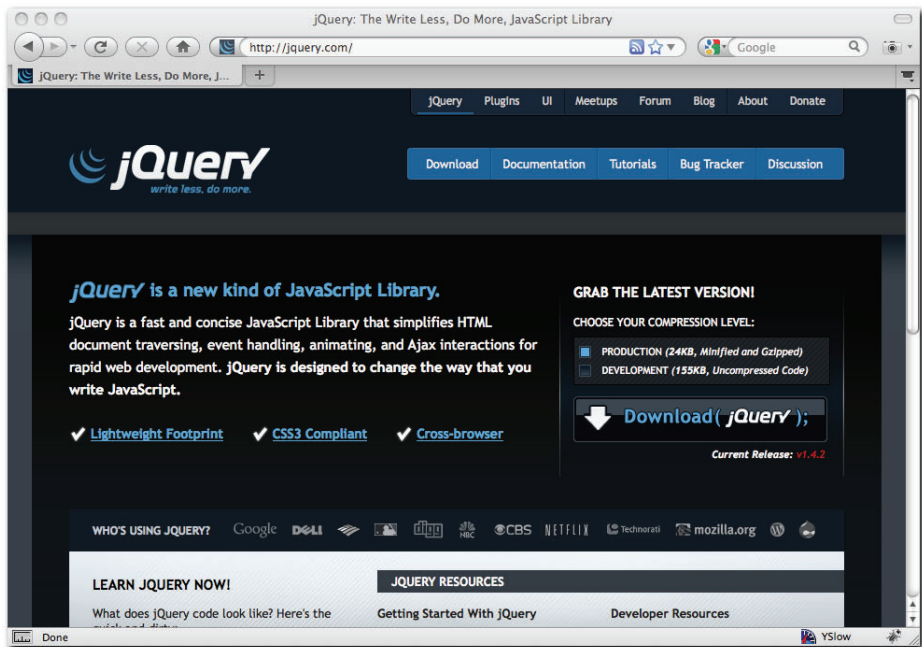 jQuery: The Write Less, Do More, JavaScript Library
http://jquery.com/
Google
jQuery: The Write Less, Do More, J...
+
jQuery Plugins UI Meetups Forum Blog About Donate
jQuery
write less, do more.
Download Documentation Tutorials Bug Tracker Discussion
jQuery is a new kind of JavaScript Library.
jQuery is a fast and concise JavaScript Library that simplifies HTML
document traversing, event handling, animating, and Ajax interactions for
rapid web development. jQuery is designed to change the way that you
write JavaScript.
Lightweight Footprint CSS3 Compliant Cross-browser
GRAB THE LATEST VERSION!
CHOOSE YOUR COMPRESSION LEVEL:
PRODUCTION (24KB, Minified and Gzipped)
DEVELOPMENT (155KB, Uncompressed Code)
Download( jQuery );
Current Release: v1.4.2
WHO'S USING JQUERY? Google DELL digg NBC CBS NETFLIX Technorati mozilla.org
LEARN JQUERY NOW!
What does jQuery code look like? Here's the
quick and dirty:
JQUERY RESOURCES
Getting Started With jQuery Developer Resources
Done
YSlow